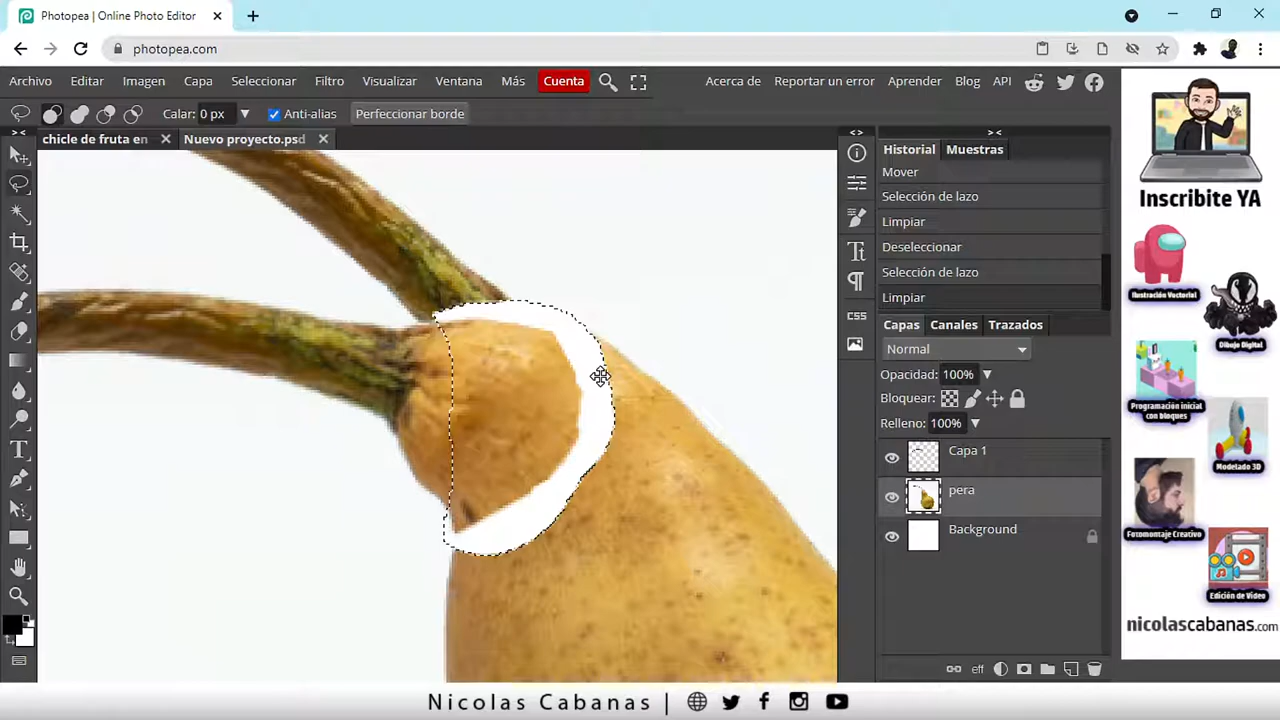 Photopea | Online Photo Editor
photopea.com
Archivo Editar Imagen Capa Seleccionar Filtro Visualizar Ventana Más Cuenta Acerca de Reportar un error Aprender Blog API
Calar: 0 px Anti-alias Perfeccionar borde
chicle de fruta en Nuevo proyecto.psd
Historial Muestras
Mover
Selección de lazo
Limpiar
Deseleccionar
Selección de lazo
Limpiar
CSS
Capas Canales Trazados
Normal
Opacidad: 100%
Bloquear:
Relleno: 100%
Capa 1
pera
Background
eff
Inscribite YA
Ilustración Vectorial
Dibujo Digital
Programación inicial
con bloques
Modelado 3D
Fotomontaje Creativo
Edición de Video
nicolascabanas.com
Nicolas Cabanas |